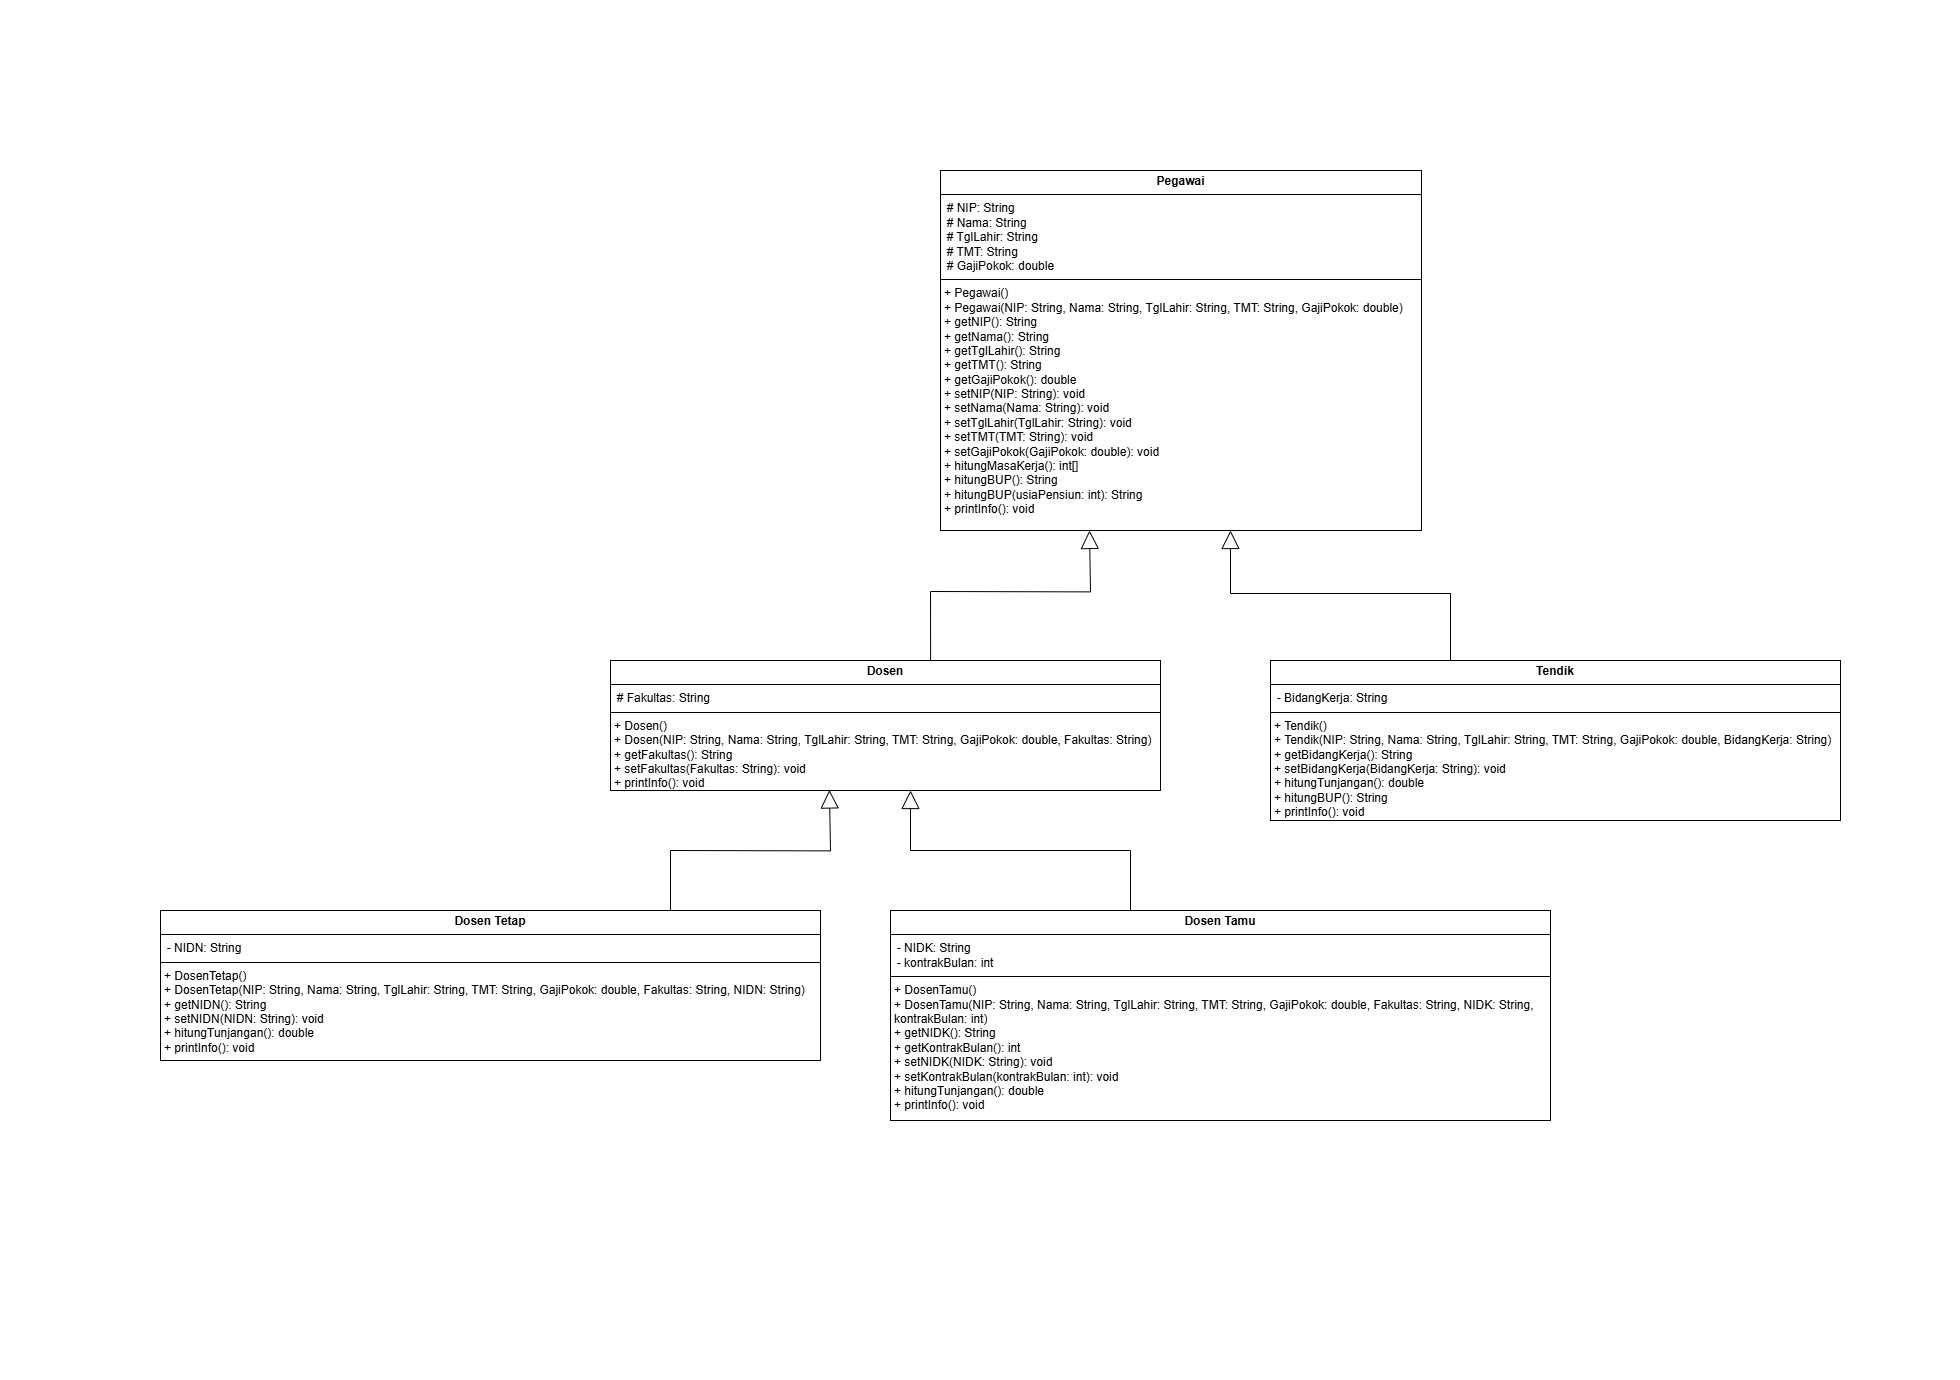 Pegawai
# NIP: String
# Nama: String
# TglLahir: String
# TMT: String
# GajiPokok: double
+ Pegawai()
+ Pegawai(NIP: String, Nama: String, TglLahir: String, TMT: String, GajiPokok: double)
+ getNIP(): String
+ getNama(): String
+ getTglLahir(): String
+ getTMT(): String
+ getGajiPokok(): double
+ setNIP(NIP: String): void
+ setNama(Nama: String): void
+ setTglLahir(TglLahir: String): void
+ setTMT(TMT: String): void
+ setGajiPokok(GajiPokok: double): void
+ hitungMasaKerja(): int[]
+ hitungBUP(): String
+ hitungBUP(usiaPensiun: int): String
+ printInfo(): void
Dosen
# Fakultas: String
+ Dosen()
+ Dosen(NIP: String, Nama: String, TglLahir: String, TMT: String, GajiPokok: double, Fakultas: String)
+ getFakultas(): String
+ setFakultas(Fakultas: String): void
+ printInfo(): void
Tendik
- BidangKerja: String
+ Tendik()
+ Tendik(NIP: String, Nama: String, TglLahir: String, TMT: String, GajiPokok: double, BidangKerja: String)
+ getBidangKerja(): String
+ setBidangKerja(BidangKerja: String): void
+ hitungTunjangan(): double
+ hitungBUP(): String
+ printInfo(): void
Dosen Tetap
- NIDN: String
+ DosenTetap()
+ DosenTetap(NIP: String, Nama: String, TglLahir: String, TMT: String, GajiPokok: double, Fakultas: String, NIDN: String)
+ getNIDN(): String
+ setNIDN(NIDN: String): void
+ hitungTunjangan(): double
+ printInfo(): void
Dosen Tamu
- NIDK: String
- kontrakBulan: int
+ DosenTamu()
+ DosenTamu(NIP: String, Nama: String, TglLahir: String, TMT: String, GajiPokok: double, Fakultas: String, NIDK: String,
kontrakBulan: int)
+ getNIDK(): String
+ getKontrakBulan(): int
+ setNIDK(NIDK: String): void
+ setKontrakBulan(kontrakBulan: int): void
+ hitungTunjangan(): double
+ printInfo(): void